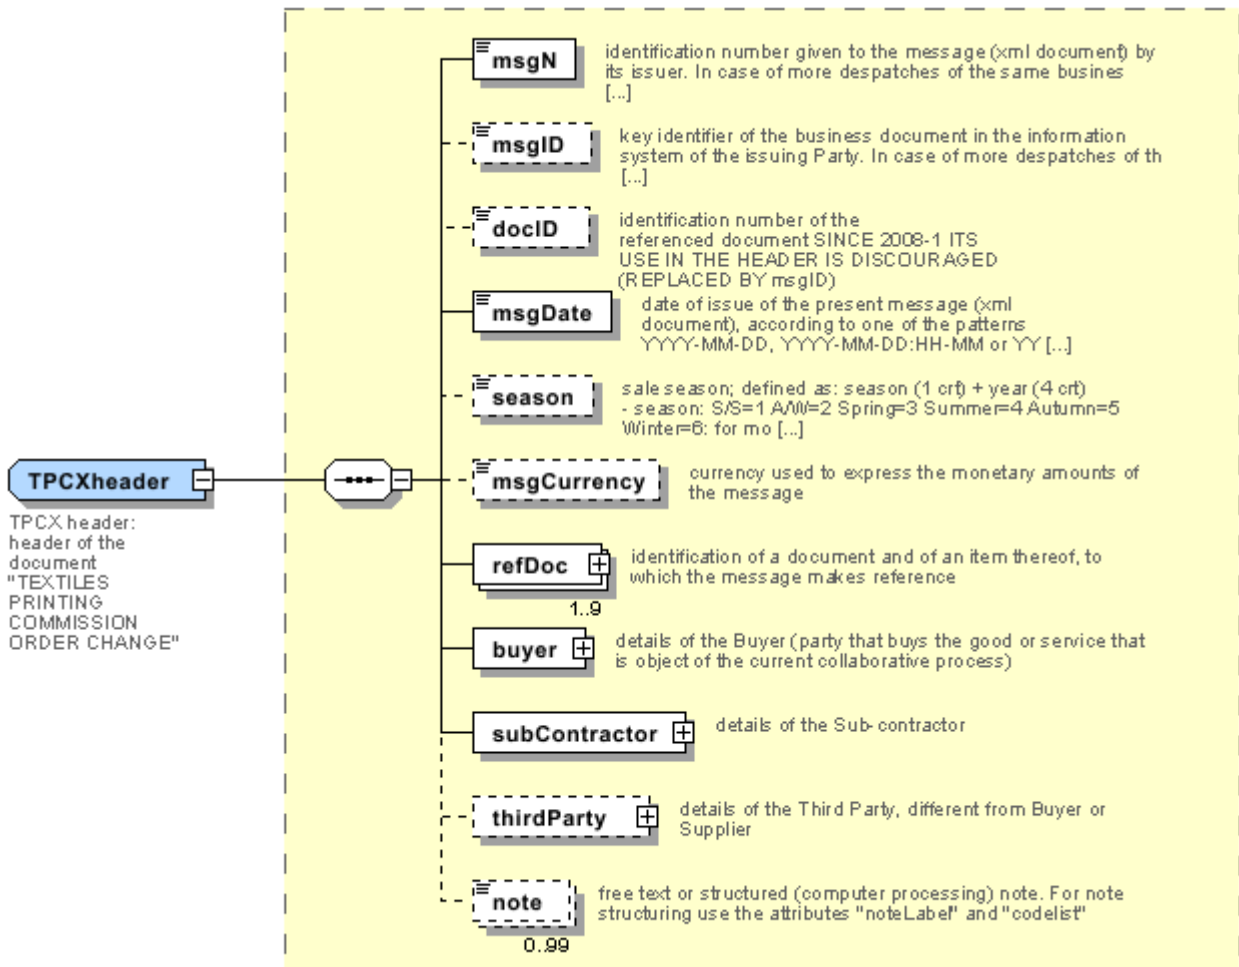 msgN
identification number given to the message (xml document) by
its issuer. In case of more despatches of the same busines
[...]
msgID
key identifier of the business document in the information
system of the issuing Party. In case of more despatches of th
[...]
docID
identification number of the
referenced document SINCE 2008-1 ITS
USE IN THE HEADER IS DISCOURAGED
(REPLACED BY msgID)
msgDate
date of issue of the present message (xml
document), according to one of the patterns
YYYY-MM-DD, YYYY-MM-DD:HH-MM or YY [...]
season
sale season; defined as: season (1 crt) + year (4 crt)
- season: S/S=1 A/W=2 Spring=3 Summer=4 Autumn=5
Winter=6: for mo [...]
TPCXheader
TPCX header:
header of the
document
"TEXTILES
PRINTING
COMMISSION
ORDER CHANGE"
msgCurrency
currency used to express the monetary amounts of
the message
refDoc
identification of a document and of an item thereof, to
which the message makes reference
1..9
buyer
details of the Buyer (party that buys the good or service that
is object of the current collaborative process)
subContractor
details of the Sub-contractor
thirdParty
details of the Third Party, different from Buyer or
Supplier
note
free text or structured (computer processing) note. For note
structuring use the attributes "noteLabel" and "codelist"
0..99